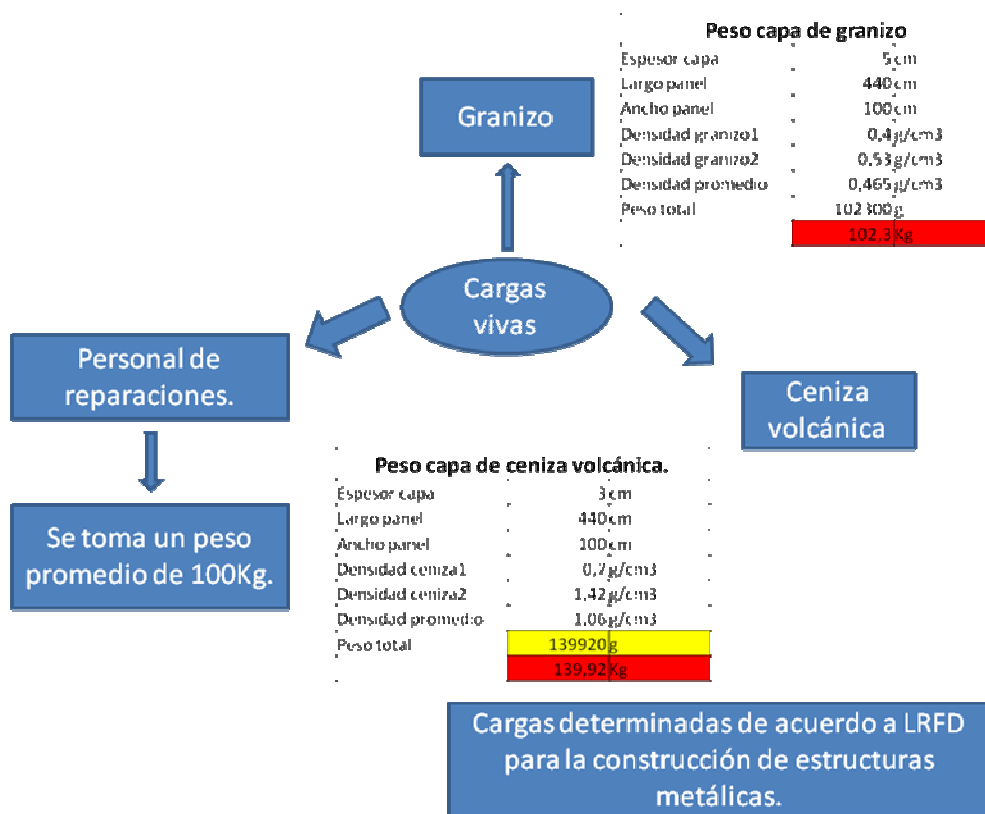 Peso capa de granizo
Espesor capa 5 cm
Largo panel 440 cm
Ancho panel 100 cm
Densidad granizo1 0,4 g/cm3
Densidad granizo2 0,53 g/cm3
Densidad promedio 0,465 g/cm3
Peso total 102300 g
102,3 Kg
Granizo
Cargas
vivas
Personal de
reparaciones.
Se toma un peso
promedio de 100Kg.
Ceniza
volcánica
Peso capa de ceniza volcánica.
Espesor capa 3 cm
Largo panel 440 cm
Ancho panel 100 cm
Densidad ceniza1 0,7 g/cm3
Densidad ceniza2 1,42 g/cm3
Densidad promedio 1,06 g/cm3
Peso total 139920 g
139,92 Kg
Cargas determinadas de acuerdo a LRFD
para la construcción de estructuras
metálicas.